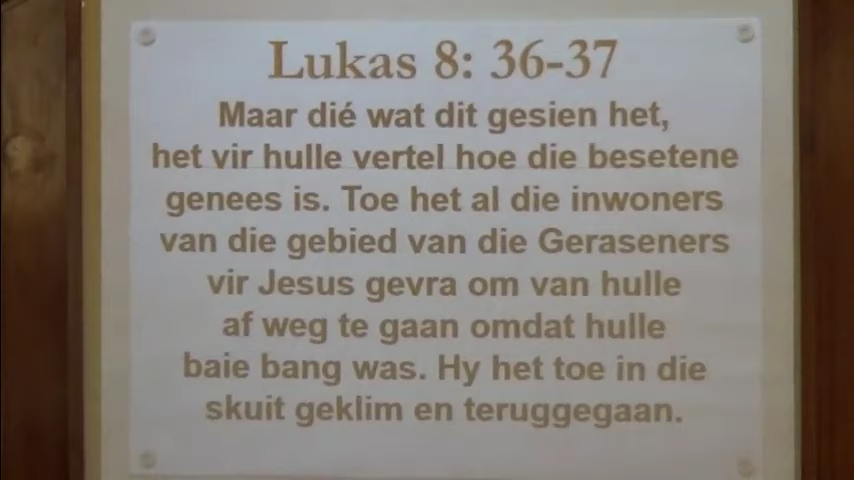 Lukas 8: 36-37
Maar dié wat dit gesien het,
het vir hulle vertel hoe die besetene
genees is. Toe het al die inwoners
van die gebied van die Geraseners
vir Jesus gevra om van hulle
af weg te gaan omdat hulle
baie bang was. Hy het toe in die
skuit geklim en teruggegaan.